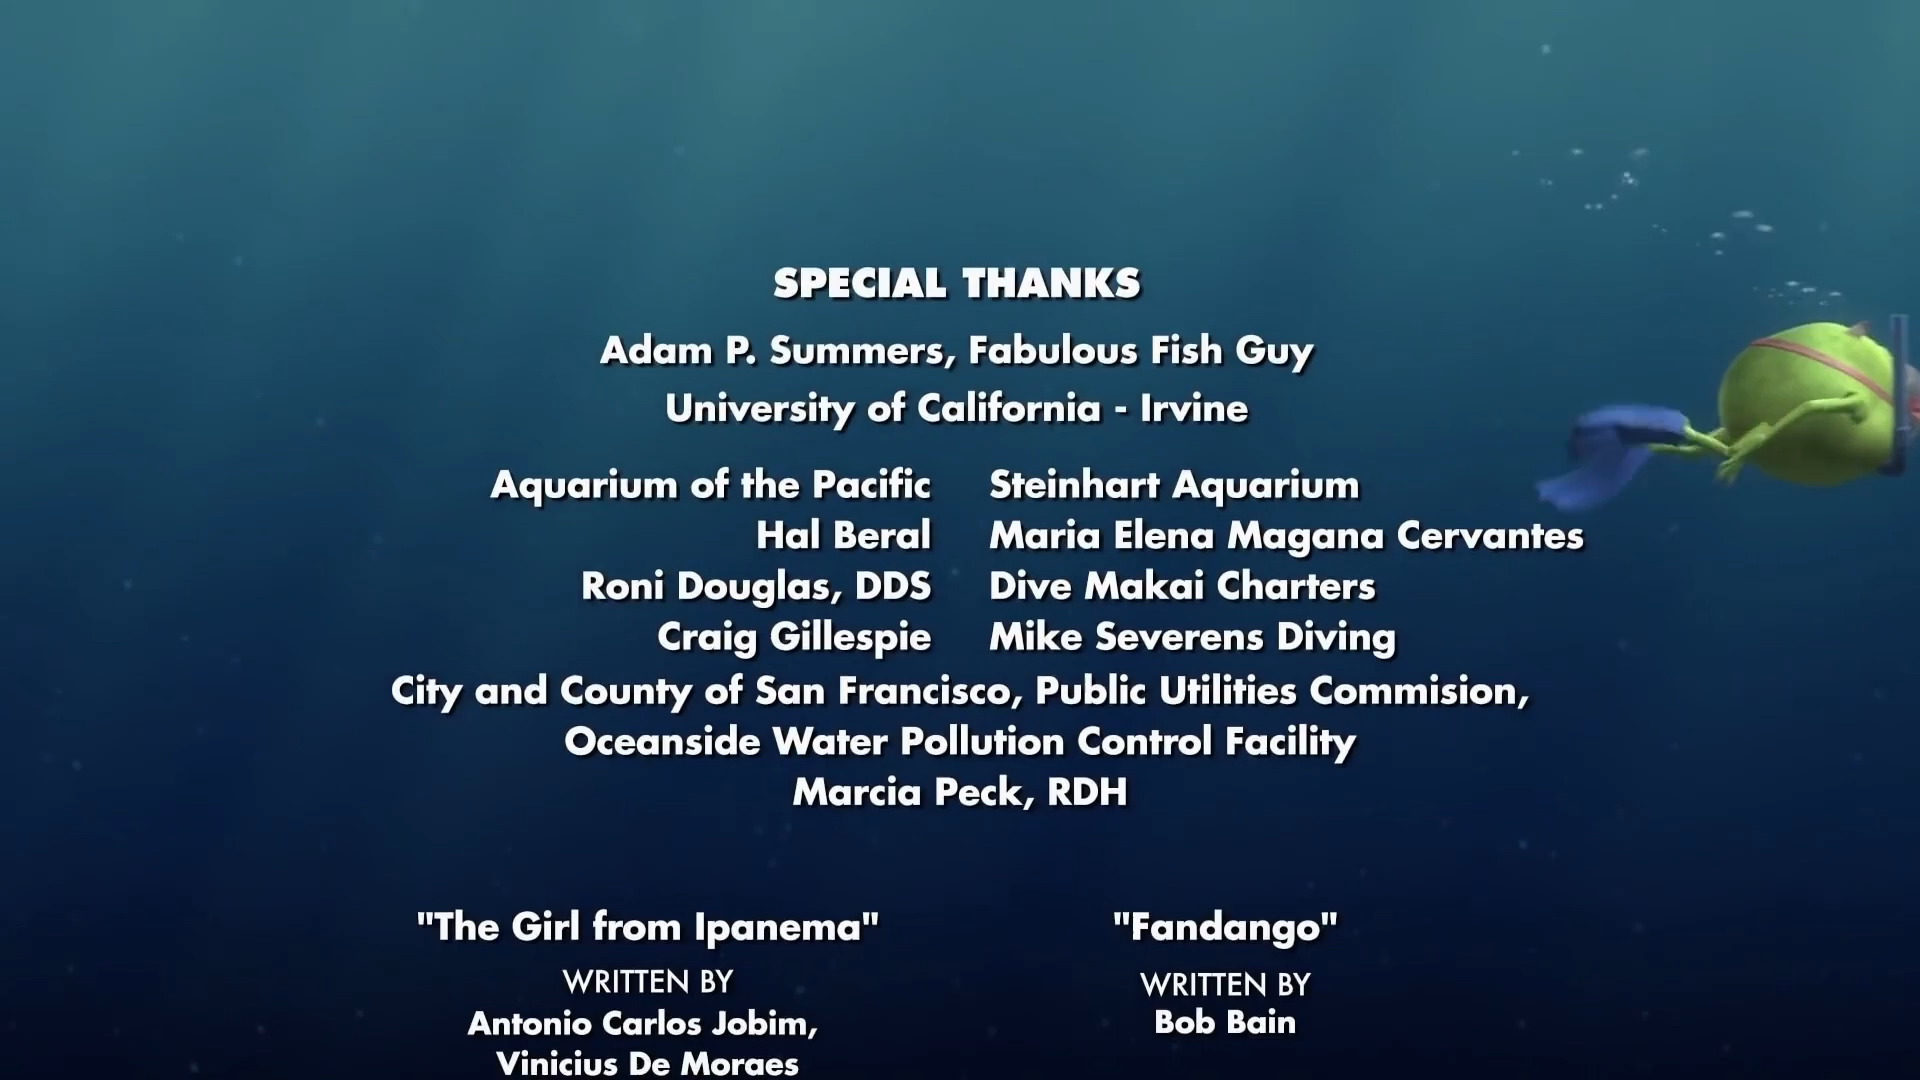 SPECIAL THANKS
Adam P. Summers, Fabulous Fish Guy
University of California - Irvine
Aquarium of the Pacific
Steinhart Aquarium
Hal Beral
Maria Elena Magana Cervantes
Roni Douglas, DDS
Dive Makai Charters
Craig Gillespie
Mike Severens Diving
City and County of San Francisco, Public Utilities Commision,
Oceanside Water Pollution Control Facility
Marcia Peck, RDH
"The Girl from Ipanema"
WRITTEN BY
Antonio Carlos Jobim,
Vinicius De Moraes
"Fandango"
WRITTEN BY
Bob Bain